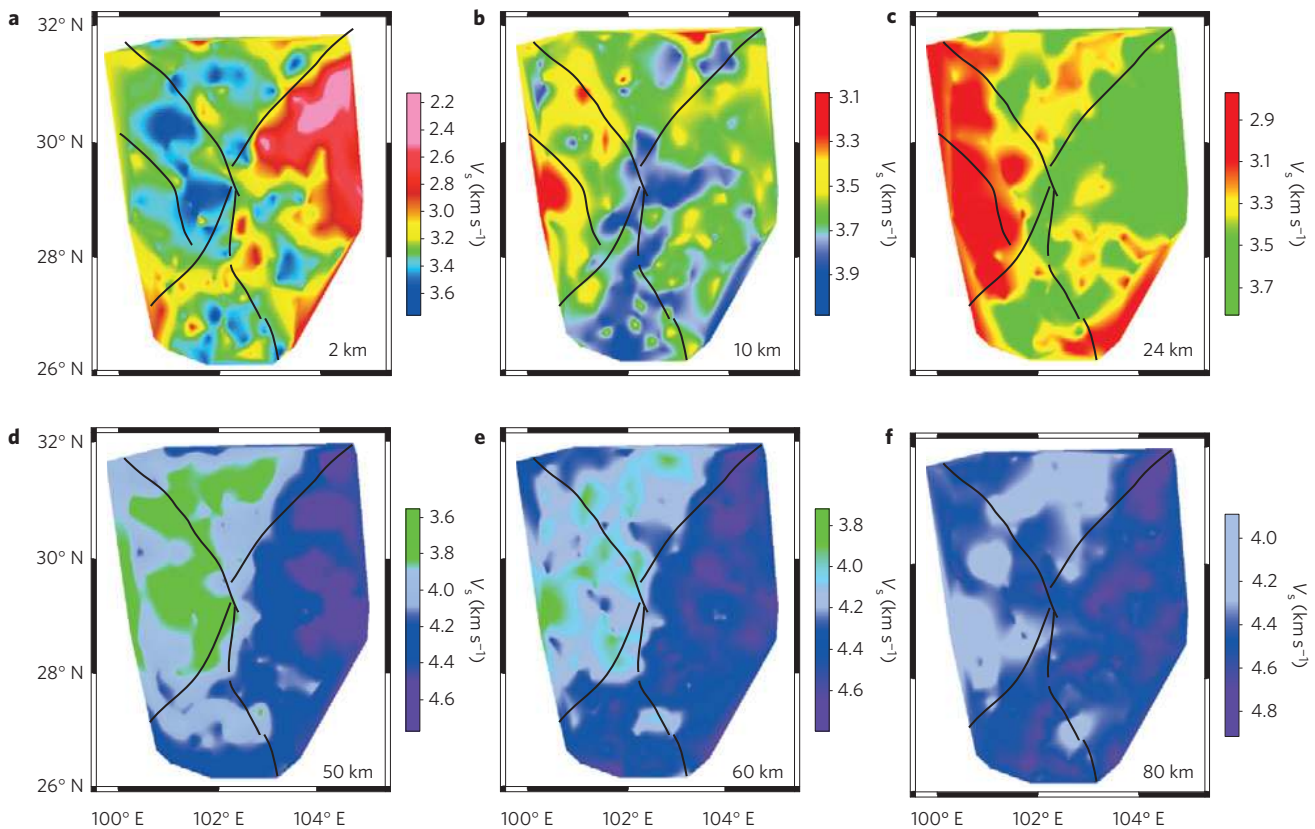 a
b
c
32° N
30° N
28° N
26° N
2.2
2.4
2.6
2.8
3.0
3.2
3.4
3.6
Vs (km s−1)
2 km
3.1
3.3
3.5
3.7
3.9
Vs (km s−1)
10 km
2.9
3.1
3.3
3.5
3.7
Vs (km s−1)
24 km
d
e
f
32° N
30° N
28° N
26° N
3.6
3.8
4.0
4.2
4.4
4.6
Vs (km s−1)
50 km
3.8
4.0
4.2
4.4
4.6
Vs (km s−1)
60 km
4.0
4.2
4.4
4.6
4.8
Vs (km s−1)
80 km
100° E 102° E 104° E
100° E 102° E 104° E
100° E 102° E 104° E